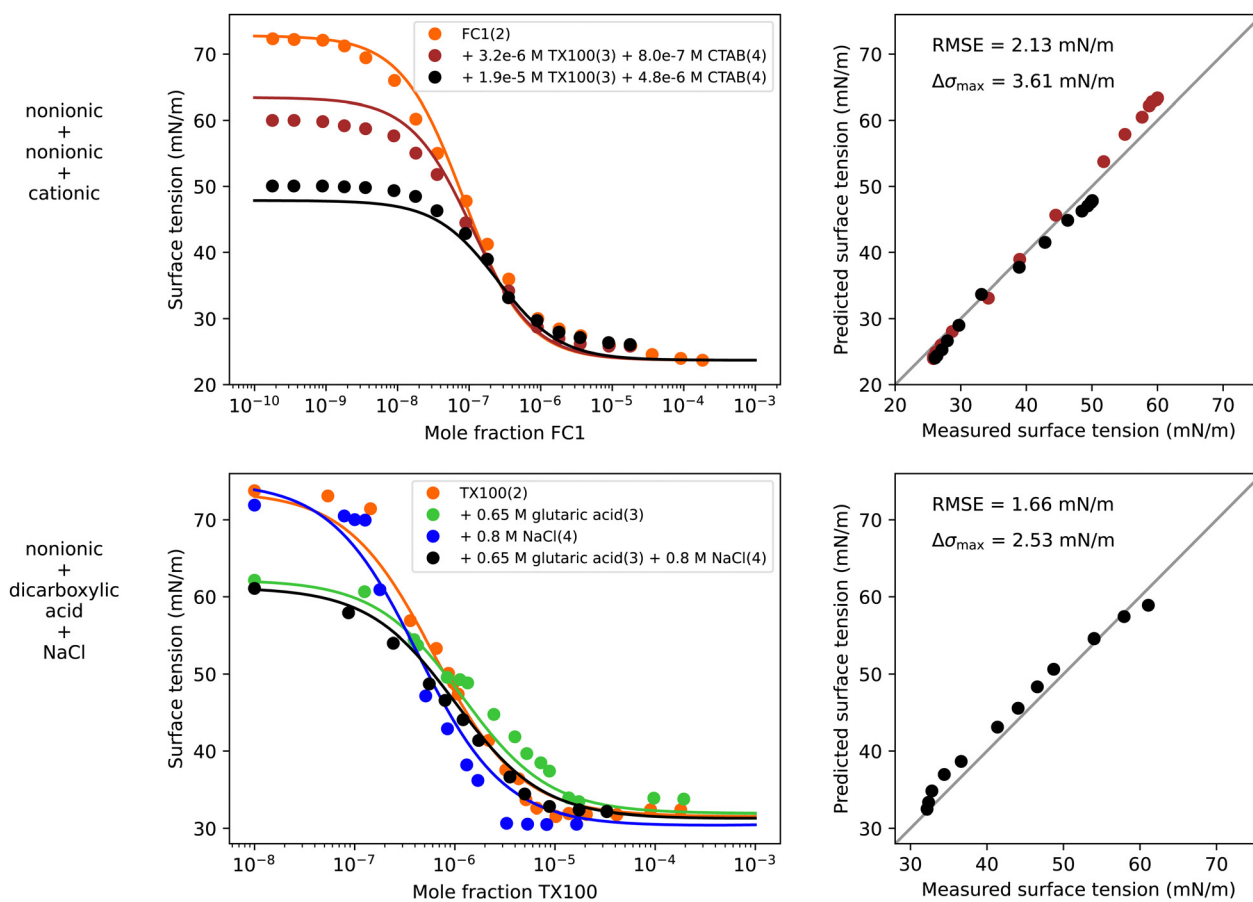 nonionic
+
nonionic
+
cationic
Surface tension (mN/m)
70
60
50
40
30
20
FC1(2)
+ 3.2e-6 M TX100(3) + 8.0e-7 M CTAB(4)
+ 1.9e-5 M TX100(3) + 4.8e-6 M CTAB(4)
10⁻¹⁰ 10⁻⁹ 10⁻⁸ 10⁻⁷ 10⁻⁶ 10⁻⁵ 10⁻⁴ 10⁻³
Mole fraction FC1
Predicted surface tension (mN/m)
70
60
50
40
30
20
RMSE = 2.13 mN/m
Δσmax = 3.61 mN/m
20 30 40 50 60 70
Measured surface tension (mN/m)
nonionic
+
dicarboxylic
acid
+
NaCl
Surface tension (mN/m)
70
60
50
40
30
TX100(2)
+ 0.65 M glutaric acid(3)
+ 0.8 M NaCl(4)
+ 0.65 M glutaric acid(3) + 0.8 M NaCl(4)
10⁻⁸ 10⁻⁷ 10⁻⁶ 10⁻⁵ 10⁻⁴ 10⁻³
Mole fraction TX100
Predicted surface tension (mN/m)
70
60
50
40
30
RMSE = 1.66 mN/m
Δσmax = 2.53 mN/m
30 40 50 60 70
Measured surface tension (mN/m)